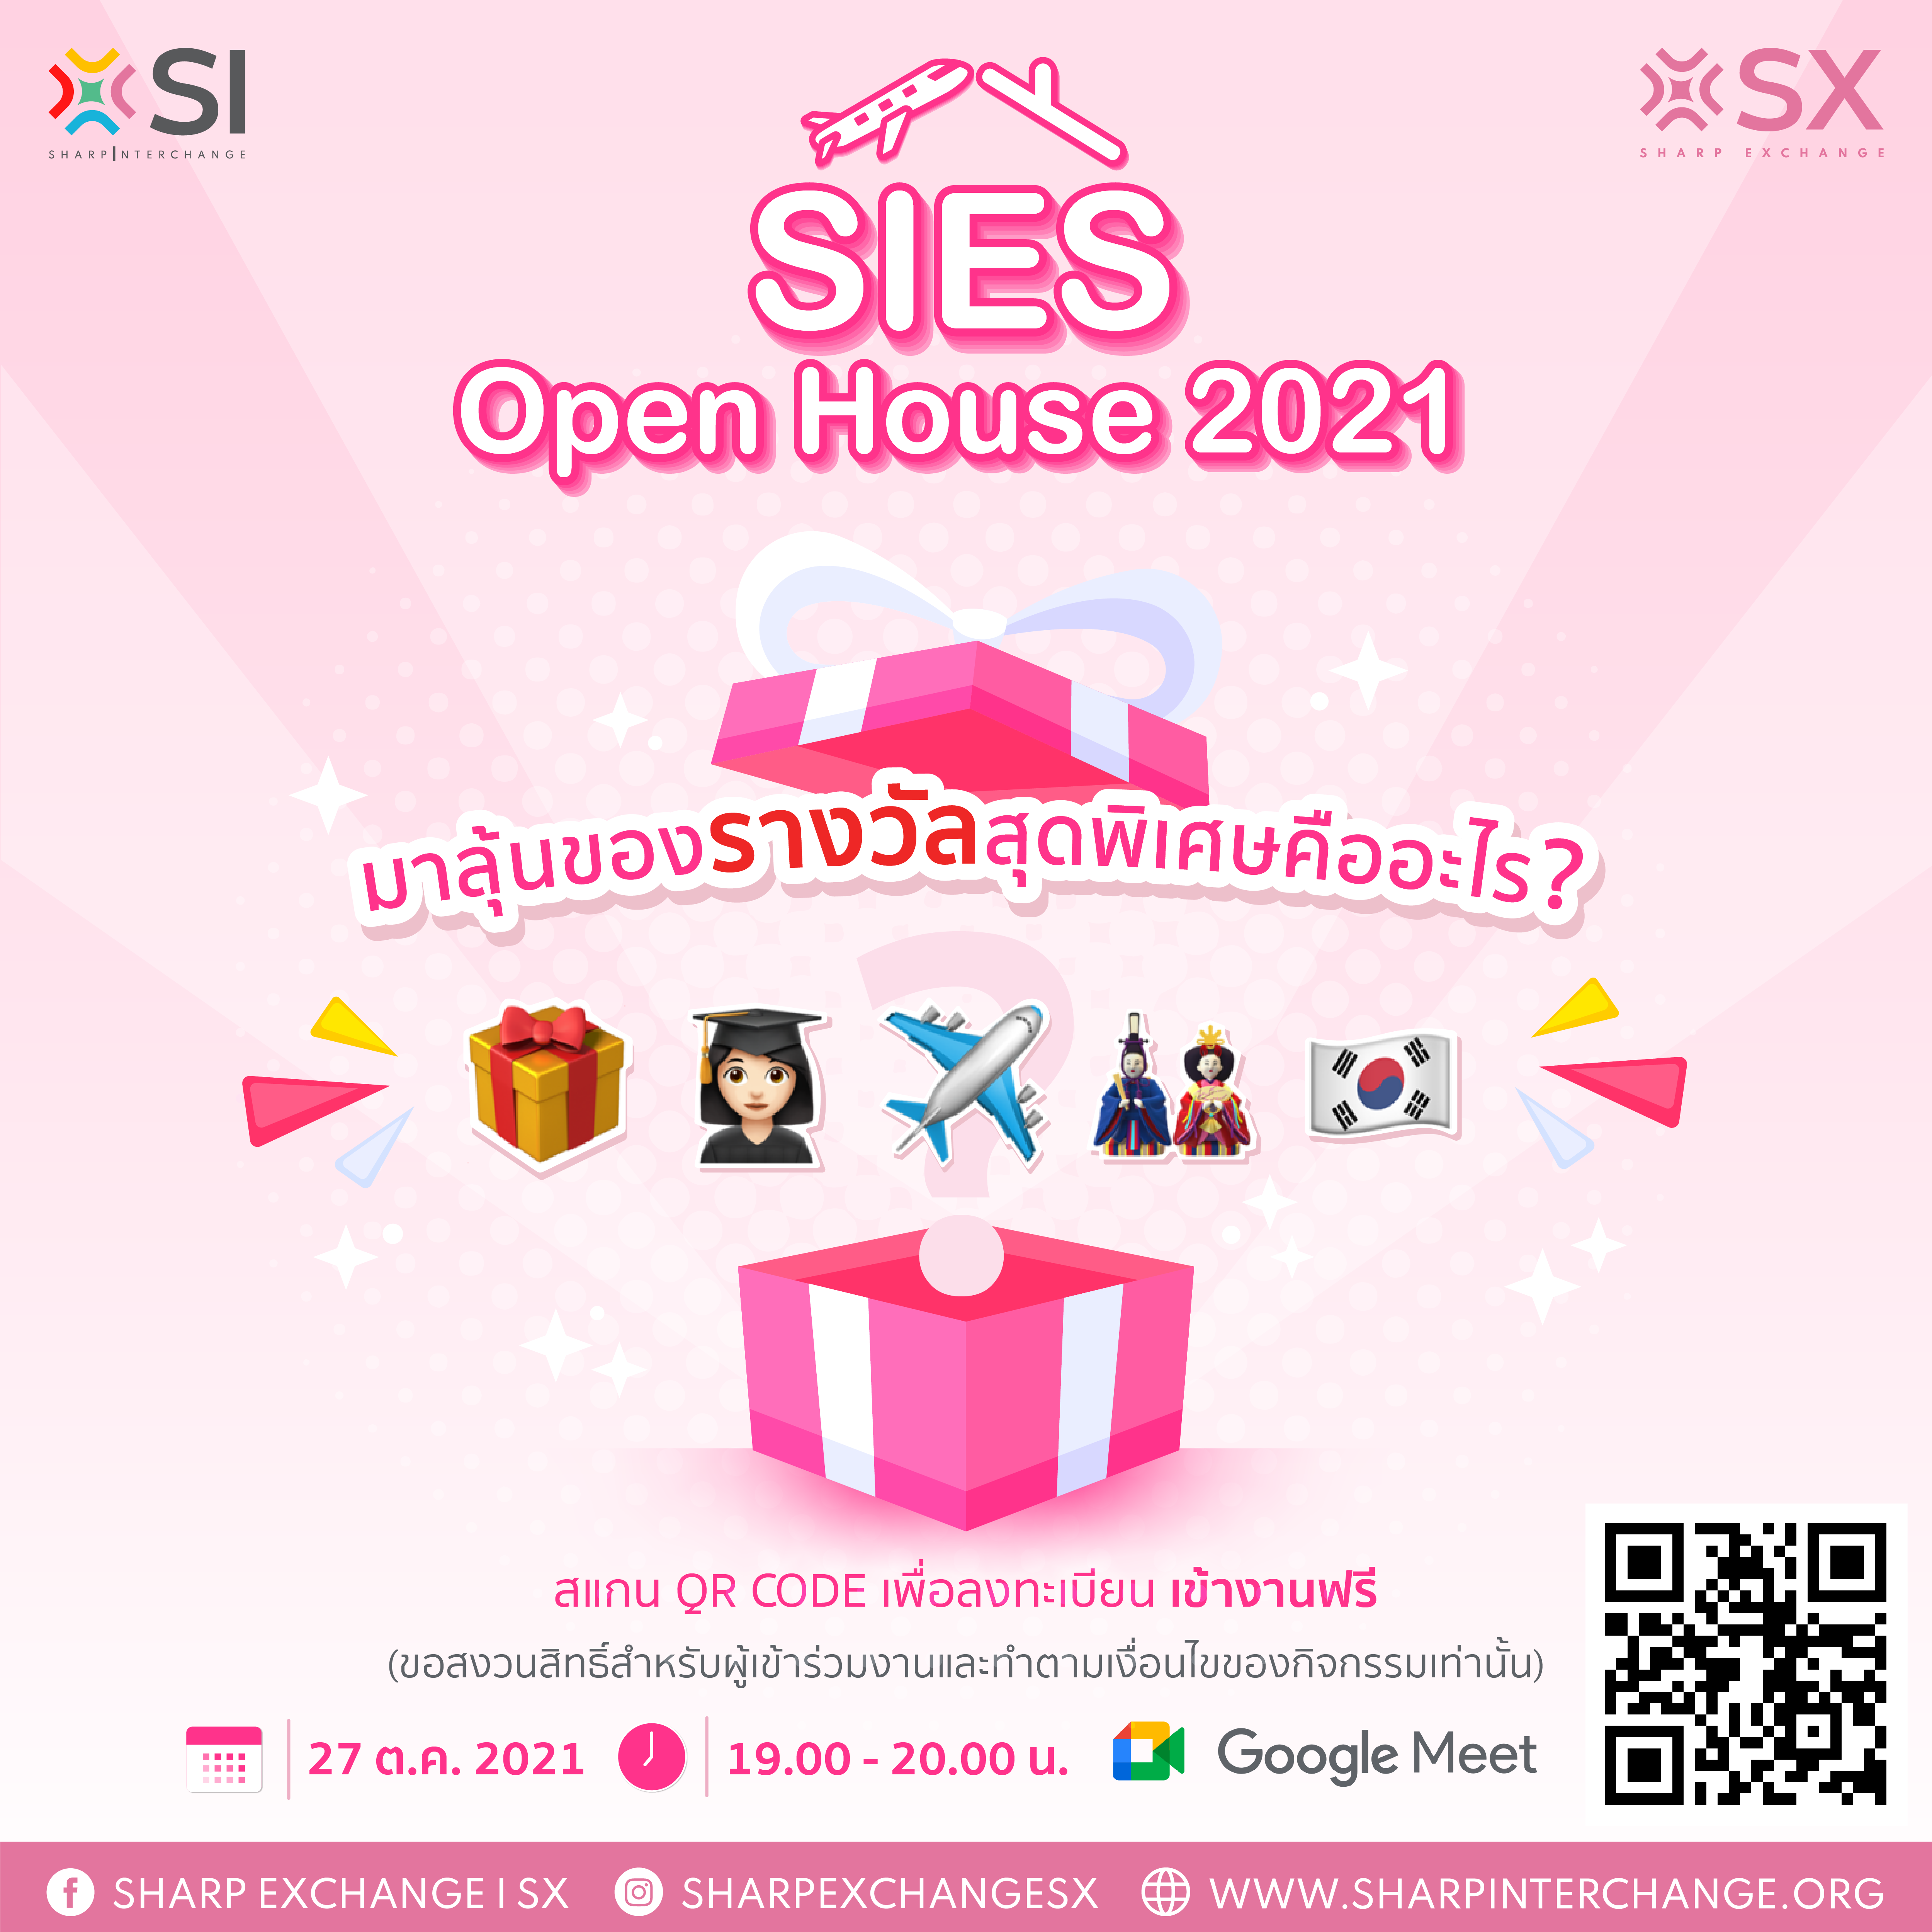 SI
SHARP INTERCHANGE
SX
SHARP EXCHANGE
SIES
Open House 2021
มาลุ้นของรางวัลสุดพิเศษคืออะไร?
สแกน QR CODE เพื่อลงทะเบียน เข้างานฟรี
(ขอสงวนสิทธิ์สำหรับผู้เข้าร่วมงานและทำตามเงื่อนไขของกิจกรรมเท่านั้น)
27 ต.ค. 2021
19.00 - 20.00 น.
Google Meet
SHARP EXCHANGE I SX
SHARPEXCHANGESX
WWW.SHARPINTERCHANGE.ORG